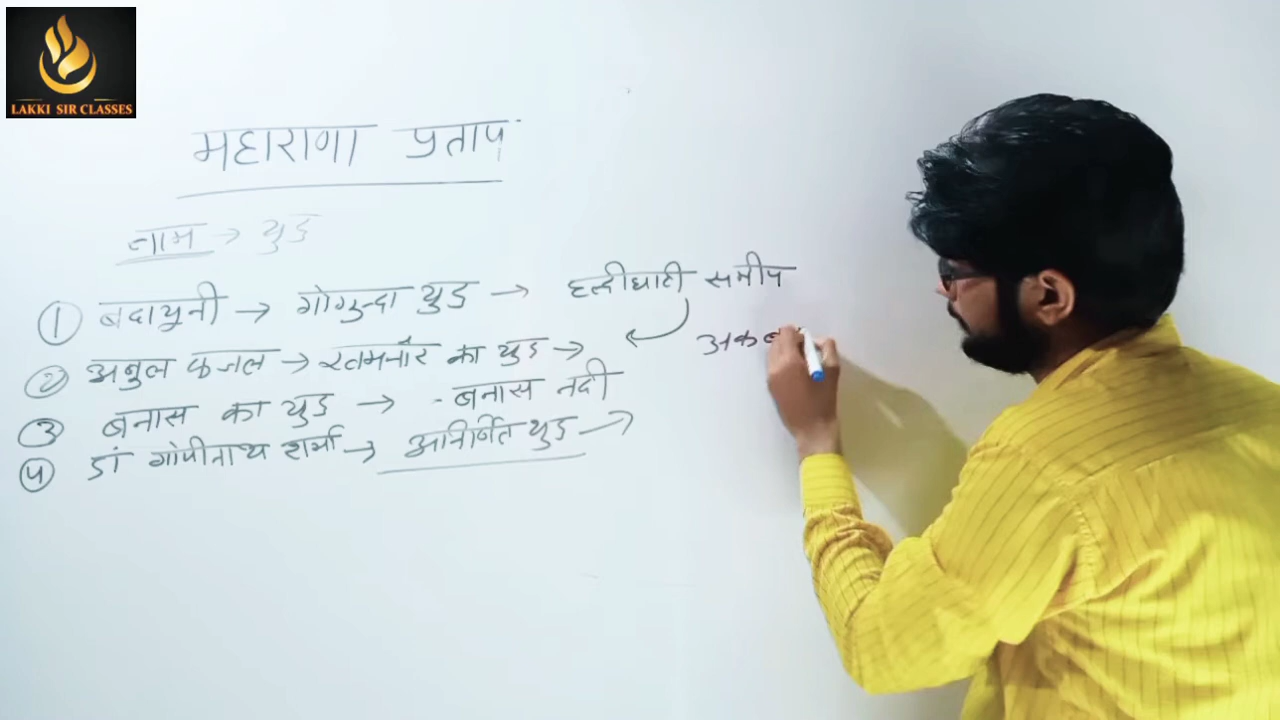 LAKKI SIR CLASSES
महाराणा प्रताप
नाम → युद्ध
① बदायुनी → गोगुन्दा युद्ध → हल्दीघाटी समीप
② अबुल फजल → खमनौर का युद्ध → अकब
③ बनास का युद्ध → - बनास नदी
④ डॉ गोपीनाथ शर्मा → अनिर्णित युद्ध →